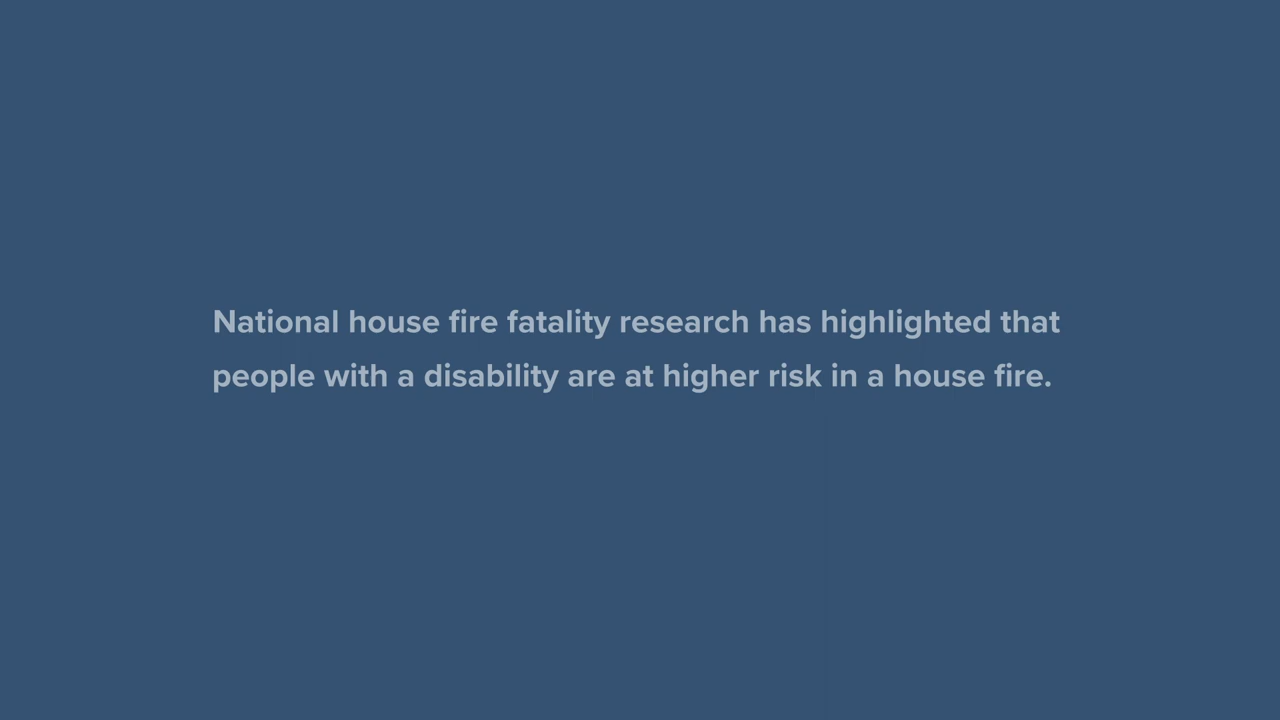 National house fire fatality research has highlighted that
people with a disability are at higher risk in a house fire.